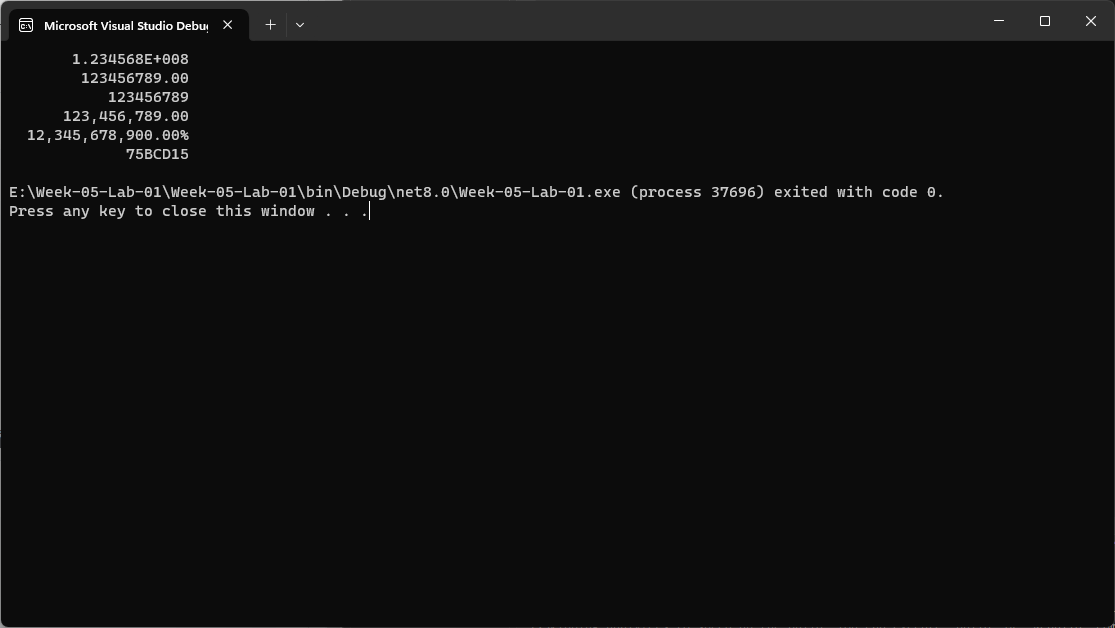 Microsoft Visual Studio Debug
1.234568E+008
123456789.00
123456789
123,456,789.00
12,345,678,900.00%
75BCD15
E:\Week-05-Lab-01\Week-05-Lab-01\bin\Debug\net8.0\Week-05-Lab-01.exe (process 37696) exited with code 0.
Press any key to close this window . . .